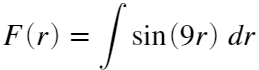 F(r) = ∫ sin(9r) dr